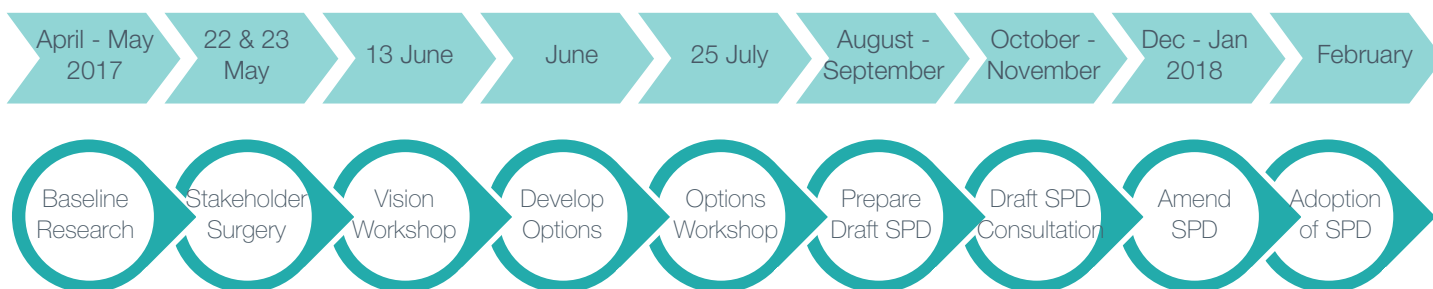 April - May
2017
22 & 23
May
13 June
June
25 July
August -
September
October -
November
Dec - Jan
2018
February
Baseline
Research
Stakeholder
Surgery
Vision
Workshop
Develop
Options
Options
Workshop
Prepare
Draft SPD
Draft SPD
Consultation
Amend
SPD
Adoption
of SPD